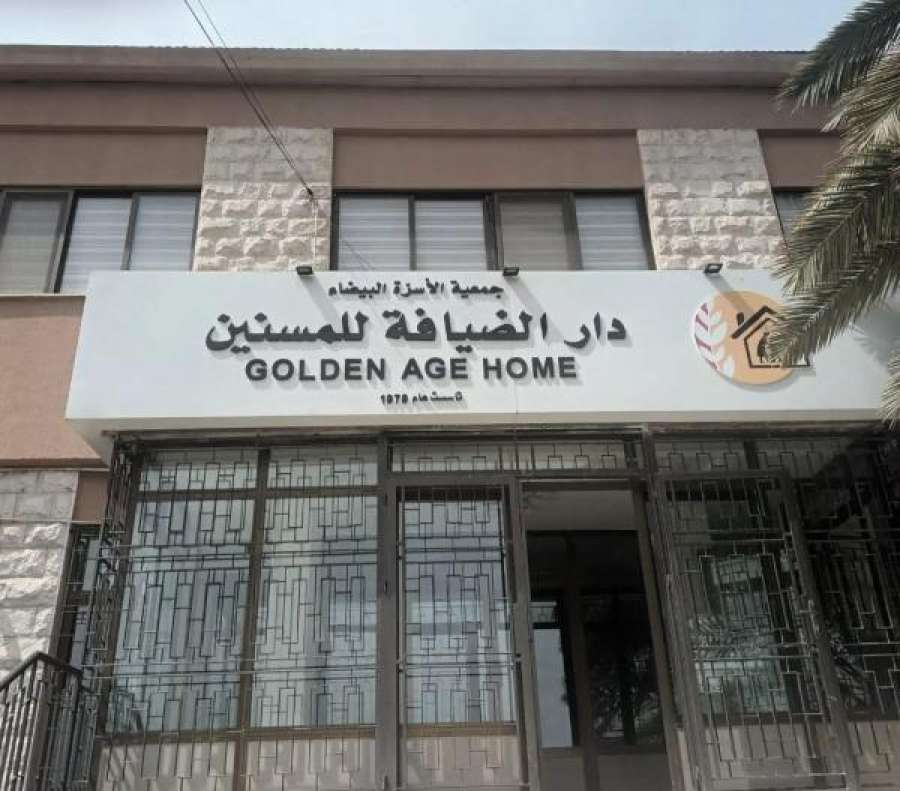 جمعية الأسرة البيضاء
دار الضيافة للمسنين
GOLDEN AGE HOME
تأسست عام 1979